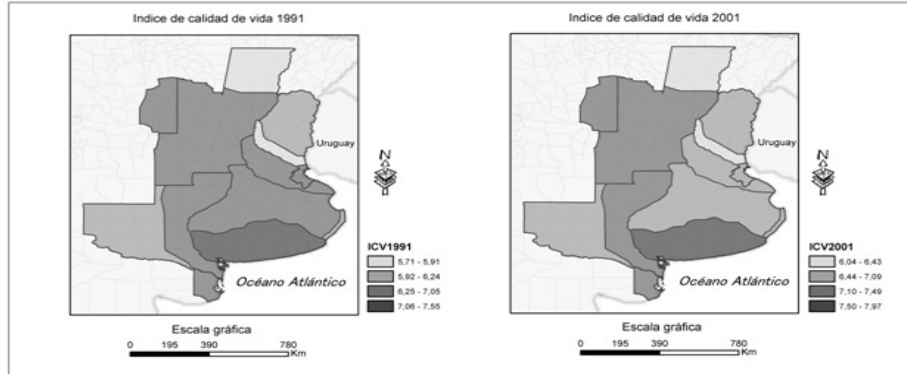 Indice de calidad de vida 1991
Uruguay
N
ICV1991
5,71 - 5,91
5,92 - 6,24
6,25 - 7,05
7,06 - 7,55
Océano Atlántico
Escala gráfica
0 195 390 780
Km
Indice de calidad de vida 2001
Uruguay
N
ICV2001
6,04 - 6,43
6,44 - 7,09
7,10 - 7,49
7,50 - 7,97
Océano Atlántico
Escala gráfica
0 195 390 780
Km